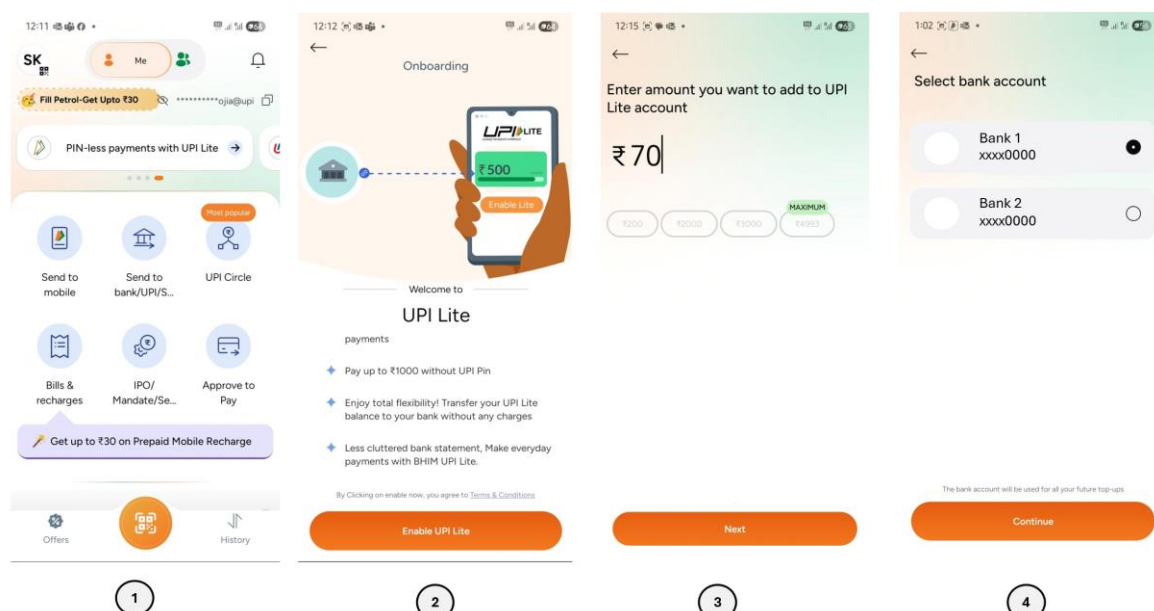 12:11
SK
Me
Fill Petrol-Get Upto ₹30
**********ojia@upi
PIN-less payments with UPI Lite
Most popular
Send to
mobile
Send to
bank/UPI/S...
UPI Circle
Bills &
recharges
IPO/
Mandate/Se...
Approve to
Pay
Get up to ₹30 on Prepaid Mobile Recharge
Offers
History
1
12:12
Onboarding
UPI LITE
₹500
Enable Lite
Welcome to
UPI Lite
payments
Pay up to ₹1000 without UPI Pin
Enjoy total flexibility! Transfer your UPI Lite
balance to your bank without any charges
Less cluttered bank statement, Make everyday
payments with BHIM UPI Lite.
By Clicking on enable now, you agree to Terms & Conditions
Enable UPI Lite
2
12:15
Enter amount you want to add to UPI
Lite account
₹70
MAXIMUM
₹200
₹2000
₹3000
₹4993
Next
3
1:02
Select bank account
Bank 1
xxxx0000
Bank 2
xxxx0000
The bank account will be used for all your future top-ups
Continue
4